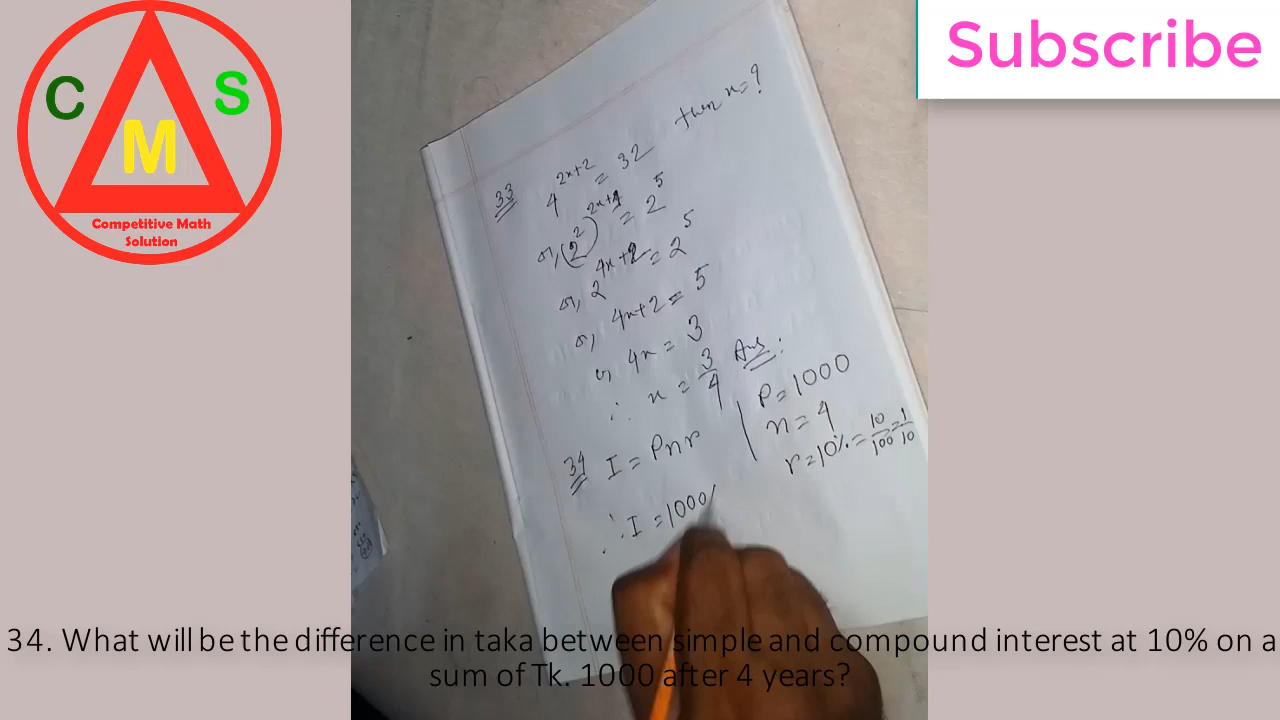 C S
M
Competitive Math
Solution
Subscribe
33 4^{2x+2} = 32 then x = ?
or, (2^2)^{2x+1} = 2^5
or, 2^{4x+2} = 2^5
or, 4x+2 = 5
or, 4x = 3
∴ x = 3/4 Ans:
34 I = Pnr
P = 1000
n = 4
r = 10% = 10/100 = 1/10
∴ I = 1000
34. What will be the difference in taka between simple and compound interest at 10% on a
sum of Tk. 1000 after 4 years?